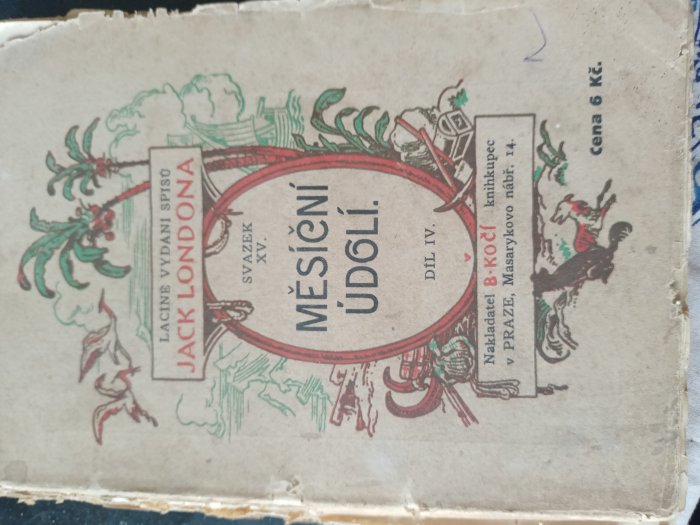 LACINÉ VYDÁNÍ SPISŮ
JACK LONDONA
SVAZEK
XV.
MĚSÍČNÍ
ÚDOLÍ.
DÍL IV.
Nakladatel B·KOČÍ knihkupec
v PRAZE, Masarykovo nábř. 14.
Cena 6 Kč.